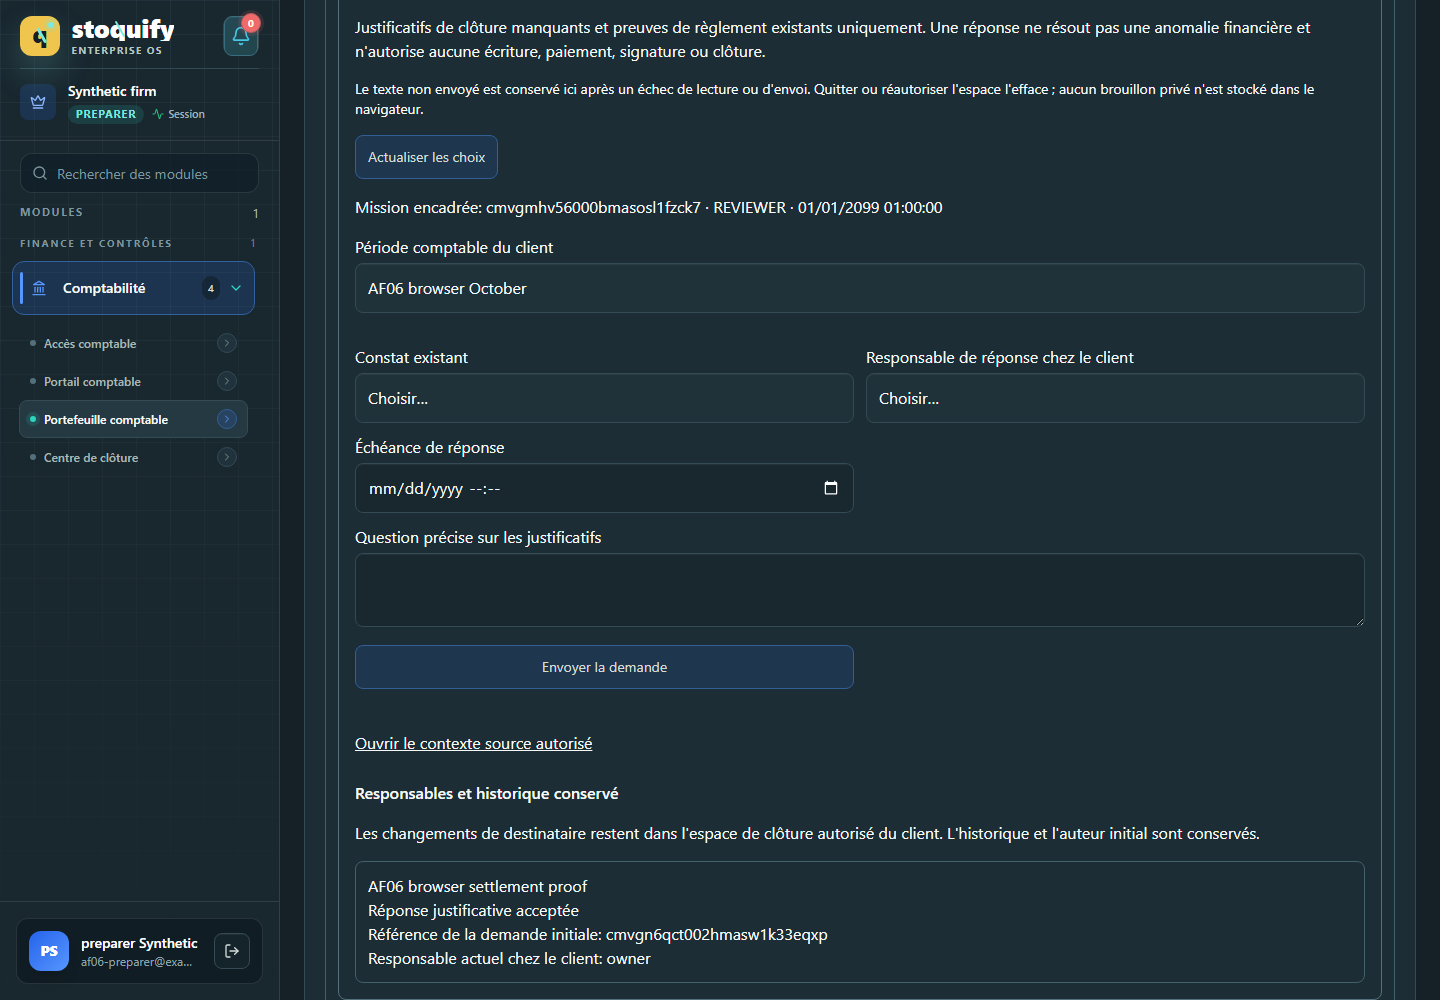 stoquify
ENTERPRISE OS
0
Synthetic firm
PREPARER
Session
Rechercher des modules
MODULES
1
FINANCE ET CONTRÔLES
1
Comptabilité
4
Accès comptable
Portail comptable
Portefeuille comptable
Centre de clôture
PS
preparer Synthetic
af06-preparer@exa...
Justificatifs de clôture manquants et preuves de règlement existants uniquement. Une réponse ne résout pas une anomalie financière et
n'autorise aucune écriture, paiement, signature ou clôture.
Le texte non envoyé est conservé ici après un échec de lecture ou d'envoi. Quitter ou réautoriser l'espace l'efface ; aucun brouillon privé n'est stocké dans le
navigateur.
Actualiser les choix
Mission encadrée: cmvgmhv56000bmasosl1fzck7 · REVIEWER · 01/01/2099 01:00:00
Période comptable du client
AF06 browser October
Constat existant
Responsable de réponse chez le client
Choisir...
Choisir...
Échéance de réponse
mm/dd/yyyy --:--
Question précise sur les justificatifs
Envoyer la demande
Ouvrir le contexte source autorisé
Responsables et historique conservé
Les changements de destinataire restent dans l'espace de clôture autorisé du client. L'historique et l'auteur initial sont conservés.
AF06 browser settlement proof
Réponse justificative acceptée
Référence de la demande initiale: cmvgn6qct002hmasw1k33eqxp
Responsable actuel chez le client: owner